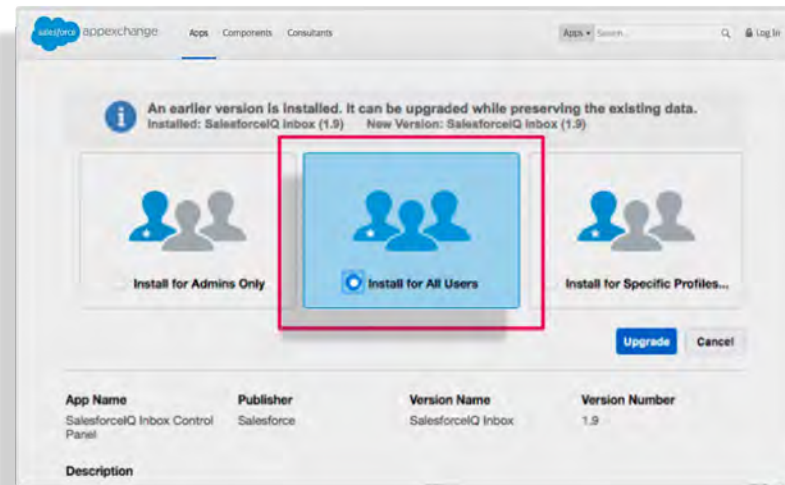 salesforce appexchange Apps Components Consultants Apps Search... Log In
An earlier version is installed. It can be upgraded while preserving the existing data.
Installed: SalesforceIQ Inbox (1.9) New Version: SalesforceIQ Inbox (1.9)
Install for Admins Only Install for All Users Install for Specific Profiles...
Upgrade Cancel
App Name Publisher Version Name Version Number
SalesforceIQ Inbox Control Salesforce SalesforceIQ Inbox 1.9
Panel
Description